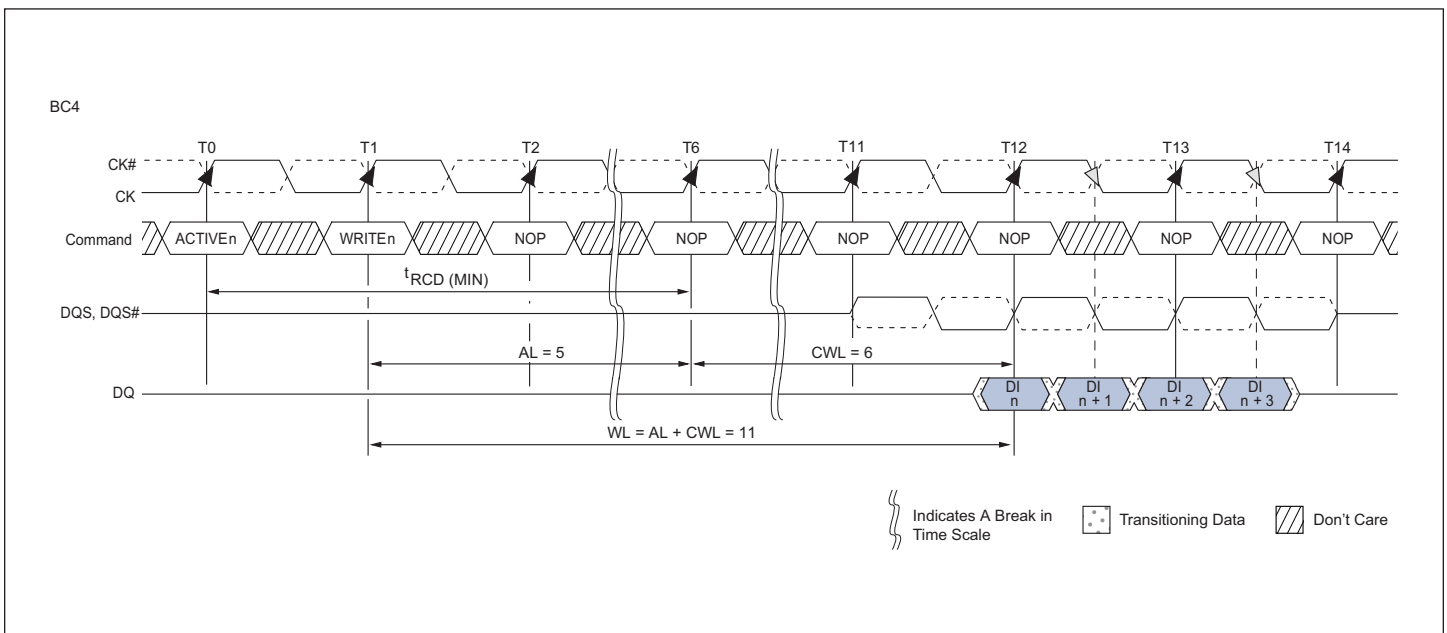 BC4
T0 T1 T2 T6 T11 T12 T13 T14
CK#
CK
Command ACTIVEn WRITEn NOP NOP NOP NOP NOP NOP
tRCD (MIN)
DQS, DQS#
AL = 5 CWL = 6
DQ DI n DI n + 1 DI n + 2 DI n + 3
WL = AL + CWL = 11
Indicates A Break in
Time Scale
Transitioning Data
Don't Care